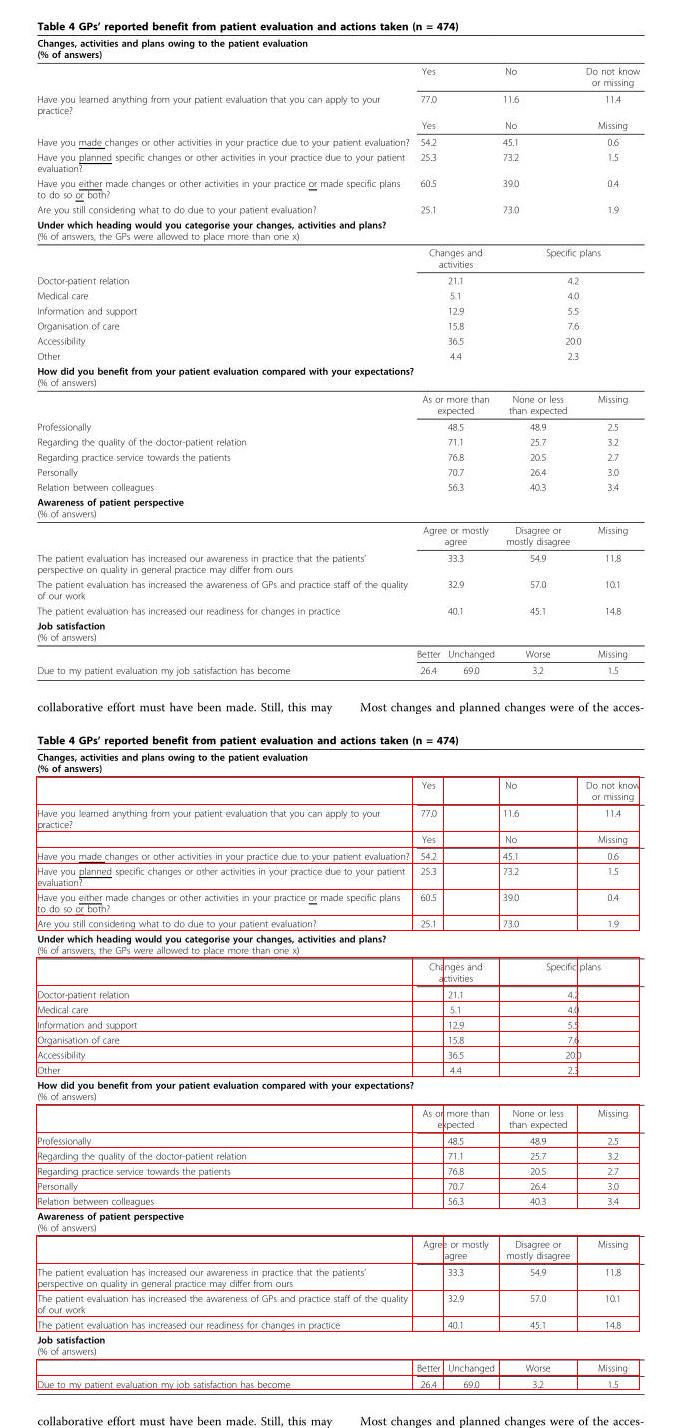 Table 4 GPs' reported benefit from patient evaluation and actions taken (n = 474)
Changes, activities and plans owing to the patient evaluation
(% of answers)
Yes No Do not know
or missing
Have you learned anything from your patient evaluation that you can apply to your 77.0 11.6 11.4
practice?
Yes No Missing
Have you made changes or other activities in your practice due to your patient evaluation? 54.2 45.1 0.6
Have you planned specific changes or other activities in your practice due to your patient 25.3 73.2 1.5
evaluation?
Have you either made changes or other activities in your practice or made specific plans 60.5 39.0 0.4
to do so or both?
Are you still considering what to do due to your patient evaluation? 25.1 73.0 1.9
Under which heading would you categorise your changes, activities and plans?
(% of answers, the GPs were allowed to place more than one x)
Changes and Specific plans
activities
Doctor-patient relation 21.1 4.2
Medical care 5.1 4.0
Information and support 12.9 5.5
Organisation of care 15.8 7.6
Accessibility 36.5 20.0
Other 4.4 2.3
How did you benefit from your patient evaluation compared with your expectations?
(% of answers)
As or more than None or less Missing
expected than expected
Professionally 48.5 48.9 2.5
Regarding the quality of the doctor-patient relation 71.1 25.7 3.2
Regarding practice service towards the patients 76.8 20.5 2.7
Personally 70.7 26.4 3.0
Relation between colleagues 56.3 40.3 3.4
Awareness of patient perspective
(% of answers)
Agree or mostly Disagree or Missing
agree mostly disagree
The patient evaluation has increased our awareness in practice that the patients' 33.3 54.9 11.8
perspective on quality in general practice may differ from ours
The patient evaluation has increased the awareness of GPs and practice staff of the quality 32.9 57.0 10.1
of our work
The patient evaluation has increased our readiness for changes in practice 40.1 45.1 14.8
Job satisfaction
(% of answers)
Better Unchanged Worse Missing
Due to my patient evaluation my job satisfaction has become 26.4 69.0 3.2 1.5
collaborative effort must have been made. Still, this may Most changes and planned changes were of the acces-
Table 4 GPs' reported benefit from patient evaluation and actions taken (n = 474)
Changes, activities and plans owing to the patient evaluation
(% of answers)
Yes No Do not know
or missing
Have you learned anything from your patient evaluation that you can apply to your 77.0 11.6 11.4
practice?
Yes No Missing
Have you made changes or other activities in your practice due to your patient evaluation? 54.2 45.1 0.6
Have you planned specific changes or other activities in your practice due to your patient 25.3 73.2 1.5
evaluation?
Have you either made changes or other activities in your practice or made specific plans 60.5 39.0 0.4
to do so or both?
Are you still considering what to do due to your patient evaluation? 25.1 73.0 1.9
Under which heading would you categorise your changes, activities and plans?
(% of answers, the GPs were allowed to place more than one x)
Changes and Specific plans
activities
Doctor-patient relation 21.1 4.2
Medical care 5.1 4.0
Information and support 12.9 5.5
Organisation of care 15.8 7.6
Accessibility 36.5 20.0
Other 4.4 2.3
How did you benefit from your patient evaluation compared with your expectations?
(% of answers)
As or more than None or less Missing
expected than expected
Professionally 48.5 48.9 2.5
Regarding the quality of the doctor-patient relation 71.1 25.7 3.2
Regarding practice service towards the patients 76.8 20.5 2.7
Personally 70.7 26.4 3.0
Relation between colleagues 56.3 40.3 3.4
Awareness of patient perspective
(% of answers)
Agree or mostly Disagree or Missing
agree mostly disagree
The patient evaluation has increased our awareness in practice that the patients' 33.3 54.9 11.8
perspective on quality in general practice may differ from ours
The patient evaluation has increased the awareness of GPs and practice staff of the quality 32.9 57.0 10.1
of our work
The patient evaluation has increased our readiness for changes in practice 40.1 45.1 14.8
Job satisfaction
(% of answers)
Better Unchanged Worse Missing
Due to my patient evaluation my job satisfaction has become 26.4 69.0 3.2 1.5
collaborative effort must have been made. Still, this may Most changes and planned changes were of the acces-